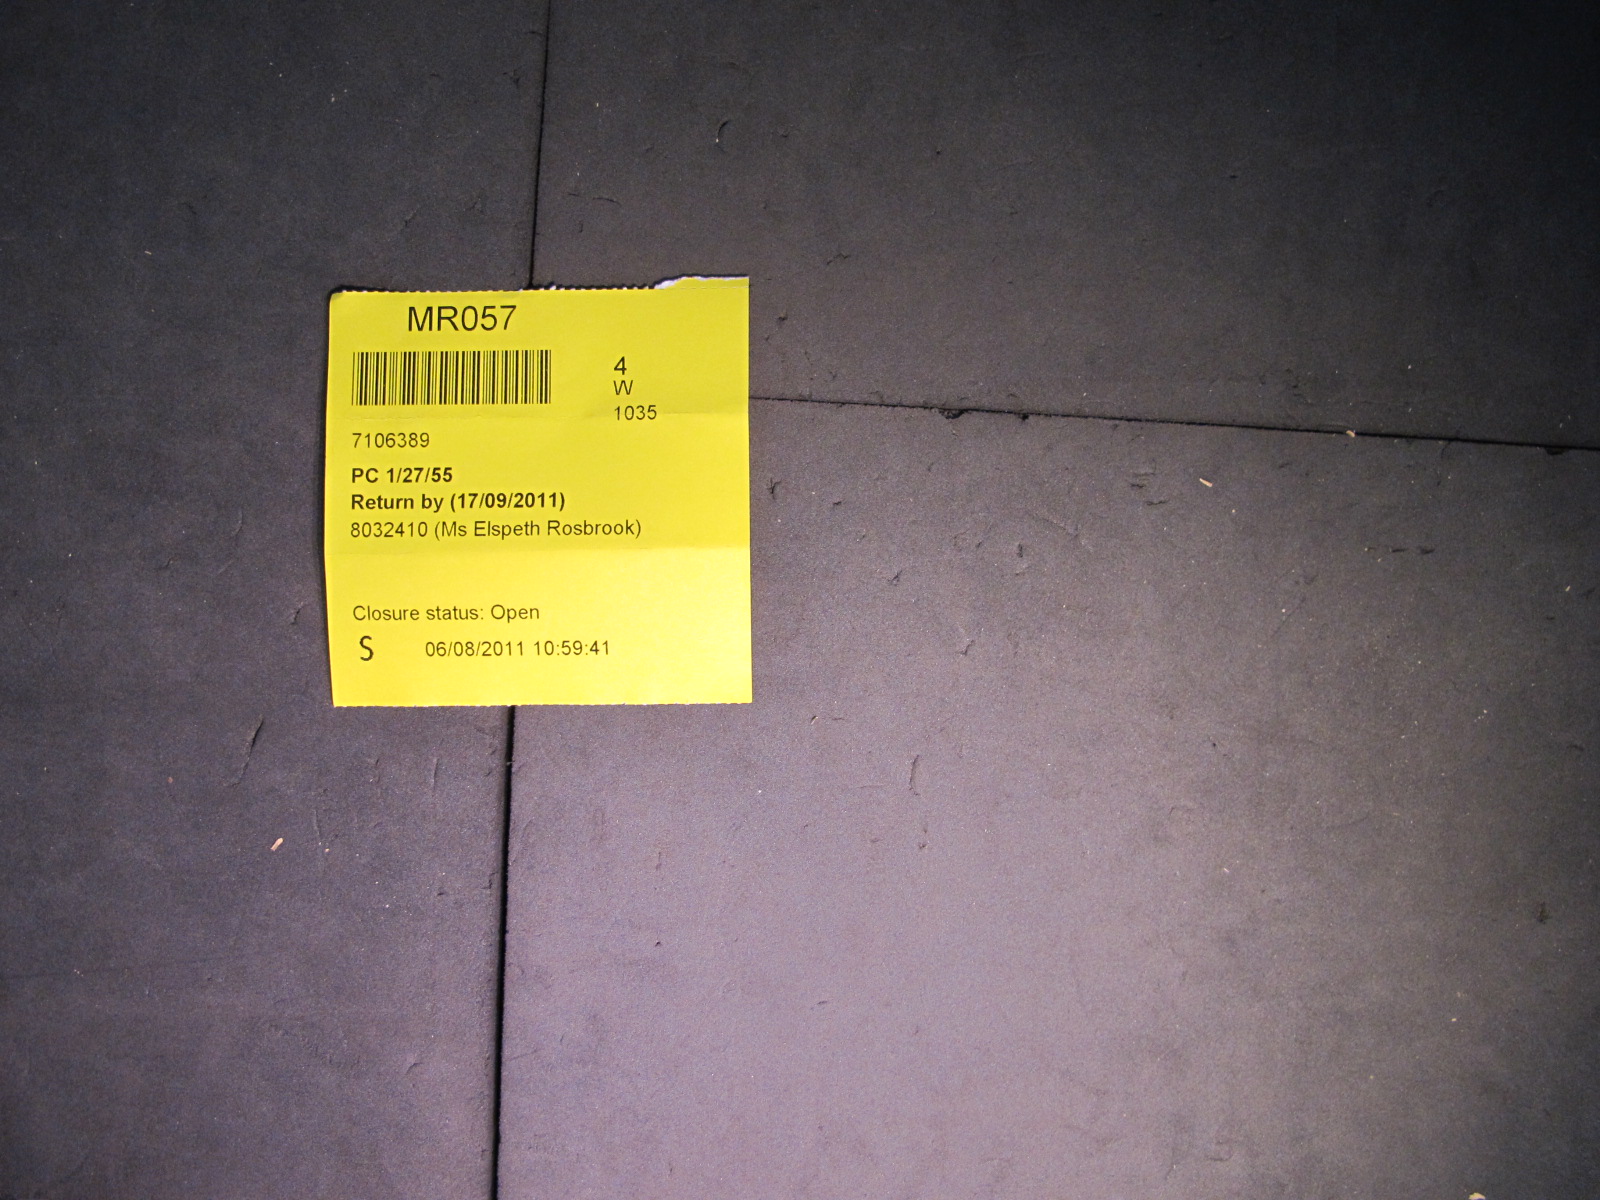 MR057
4
W
1035
7106389
PC 1/27/55
Return by (17/09/2011)
8032410 (Ms Elspeth Rosbrook)
Closure status: Open
S 06/08/2011 10:59:41